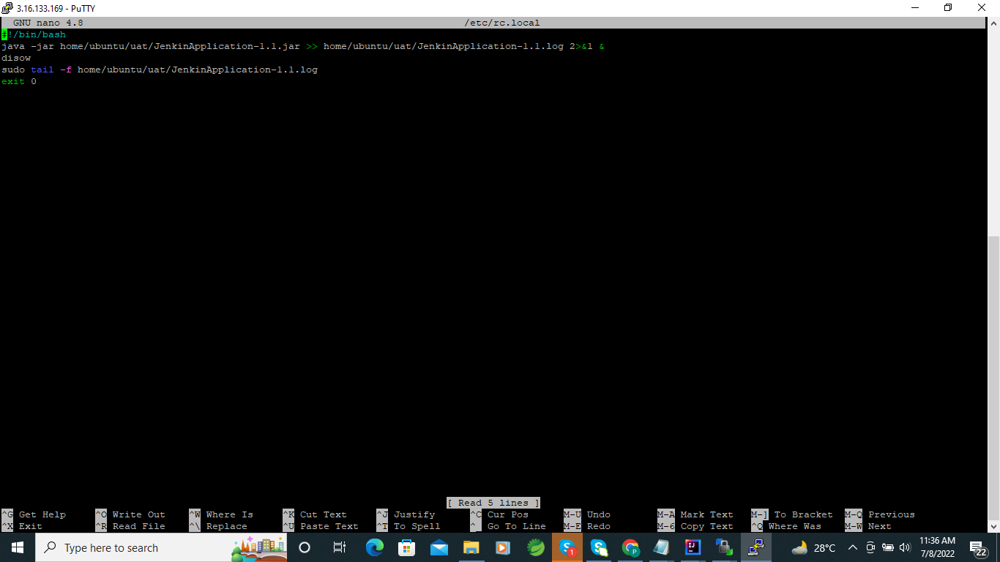 3.16.133.169 - PuTTY
GNU nano 4.8 /etc/rc.local
#!/bin/bash
java -jar home/ubuntu/uat/JenkinApplication-1.1.jar >> home/ubuntu/uat/JenkinApplication-1.1.log 2>&1 &
disow
sudo tail -f home/ubuntu/uat/JenkinApplication-1.1.log
exit 0
[ Read 5 lines ]
^G Get Help ^O Write Out ^W Where Is ^K Cut Text ^J Justify ^C Cur Pos M-U Undo M-A Mark Text M-] To Bracket M-Q Previous
^X Exit ^R Read File ^\ Replace ^U Paste Text ^T To Spell ^_ Go To Line M-E Redo M-6 Copy Text ^Q Where Was M-W Next
Type here to search
1
28°C
11:36 AM
7/8/2022
22